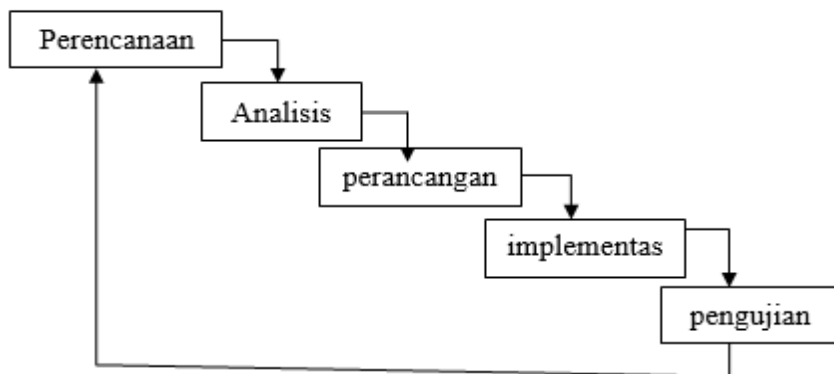 Perencanaan
Analisis
perancangan
implementas
pengujian